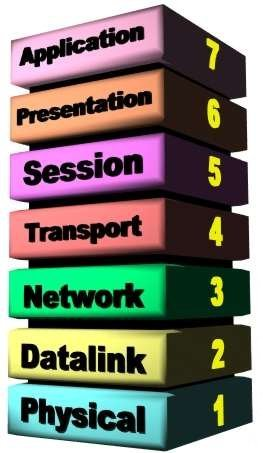 Application 7
Presentation 6
Session 5
Transport 4
Network 3
Datalink 2
Physical 1